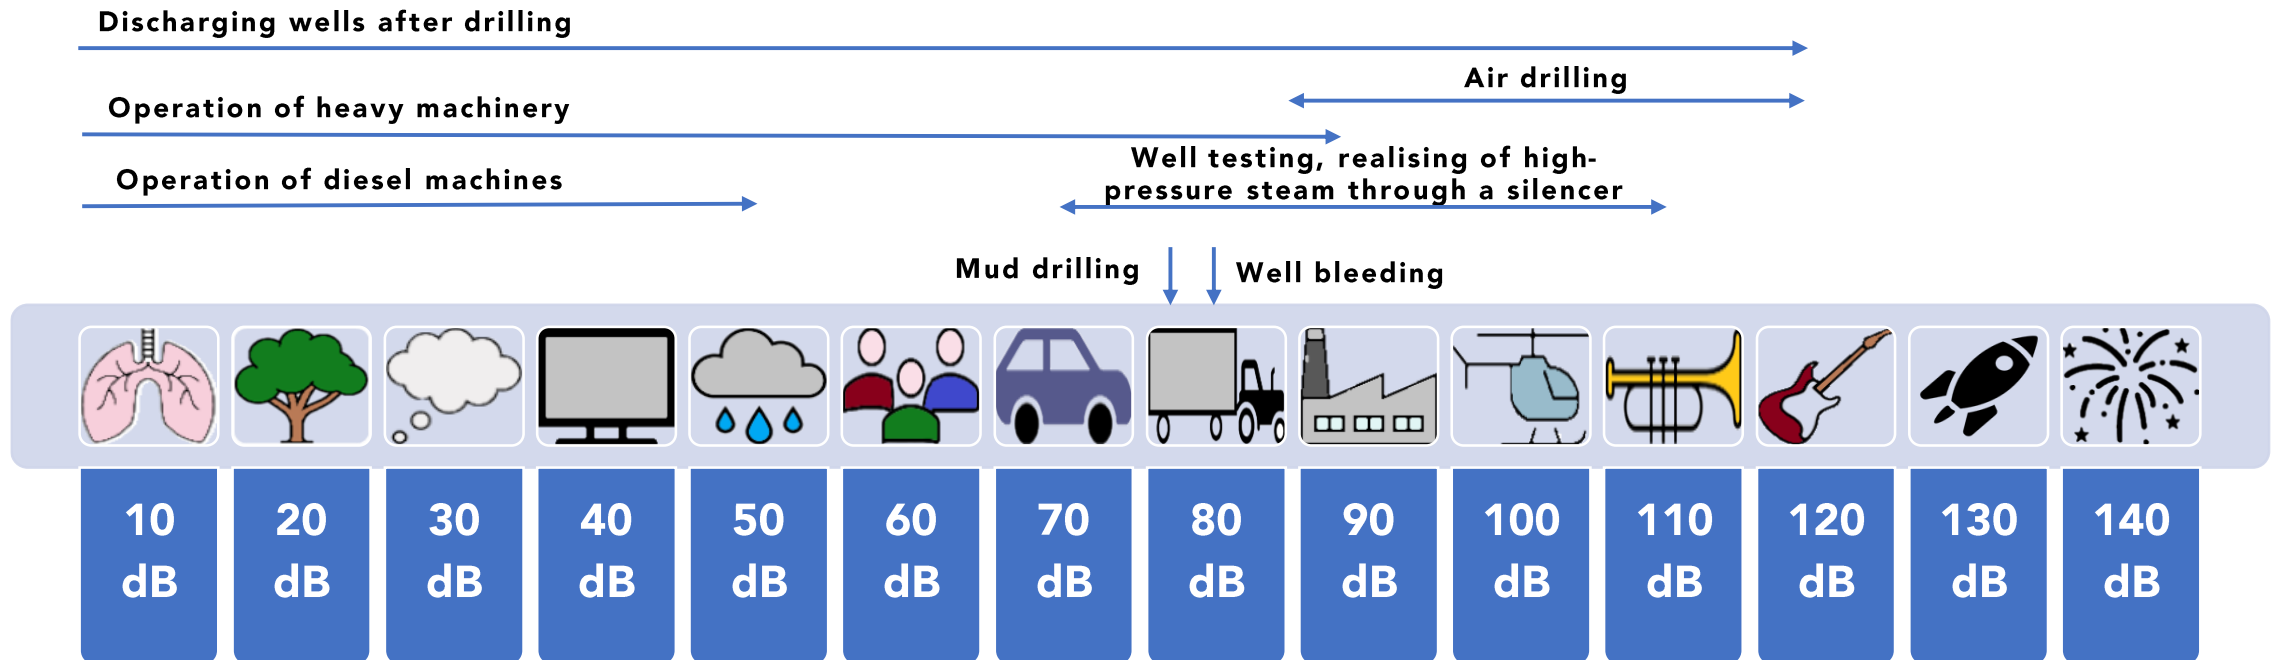 Discharging wells after drilling
Air drilling
Operation of heavy machinery
Well testing, realising of high-
pressure steam through a silencer
Operation of diesel machines
Mud drilling
Well bleeding
10 dB
20 dB
30 dB
40 dB
50 dB
60 dB
70 dB
80 dB
90 dB
100 dB
110 dB
120 dB
130 dB
140 dB